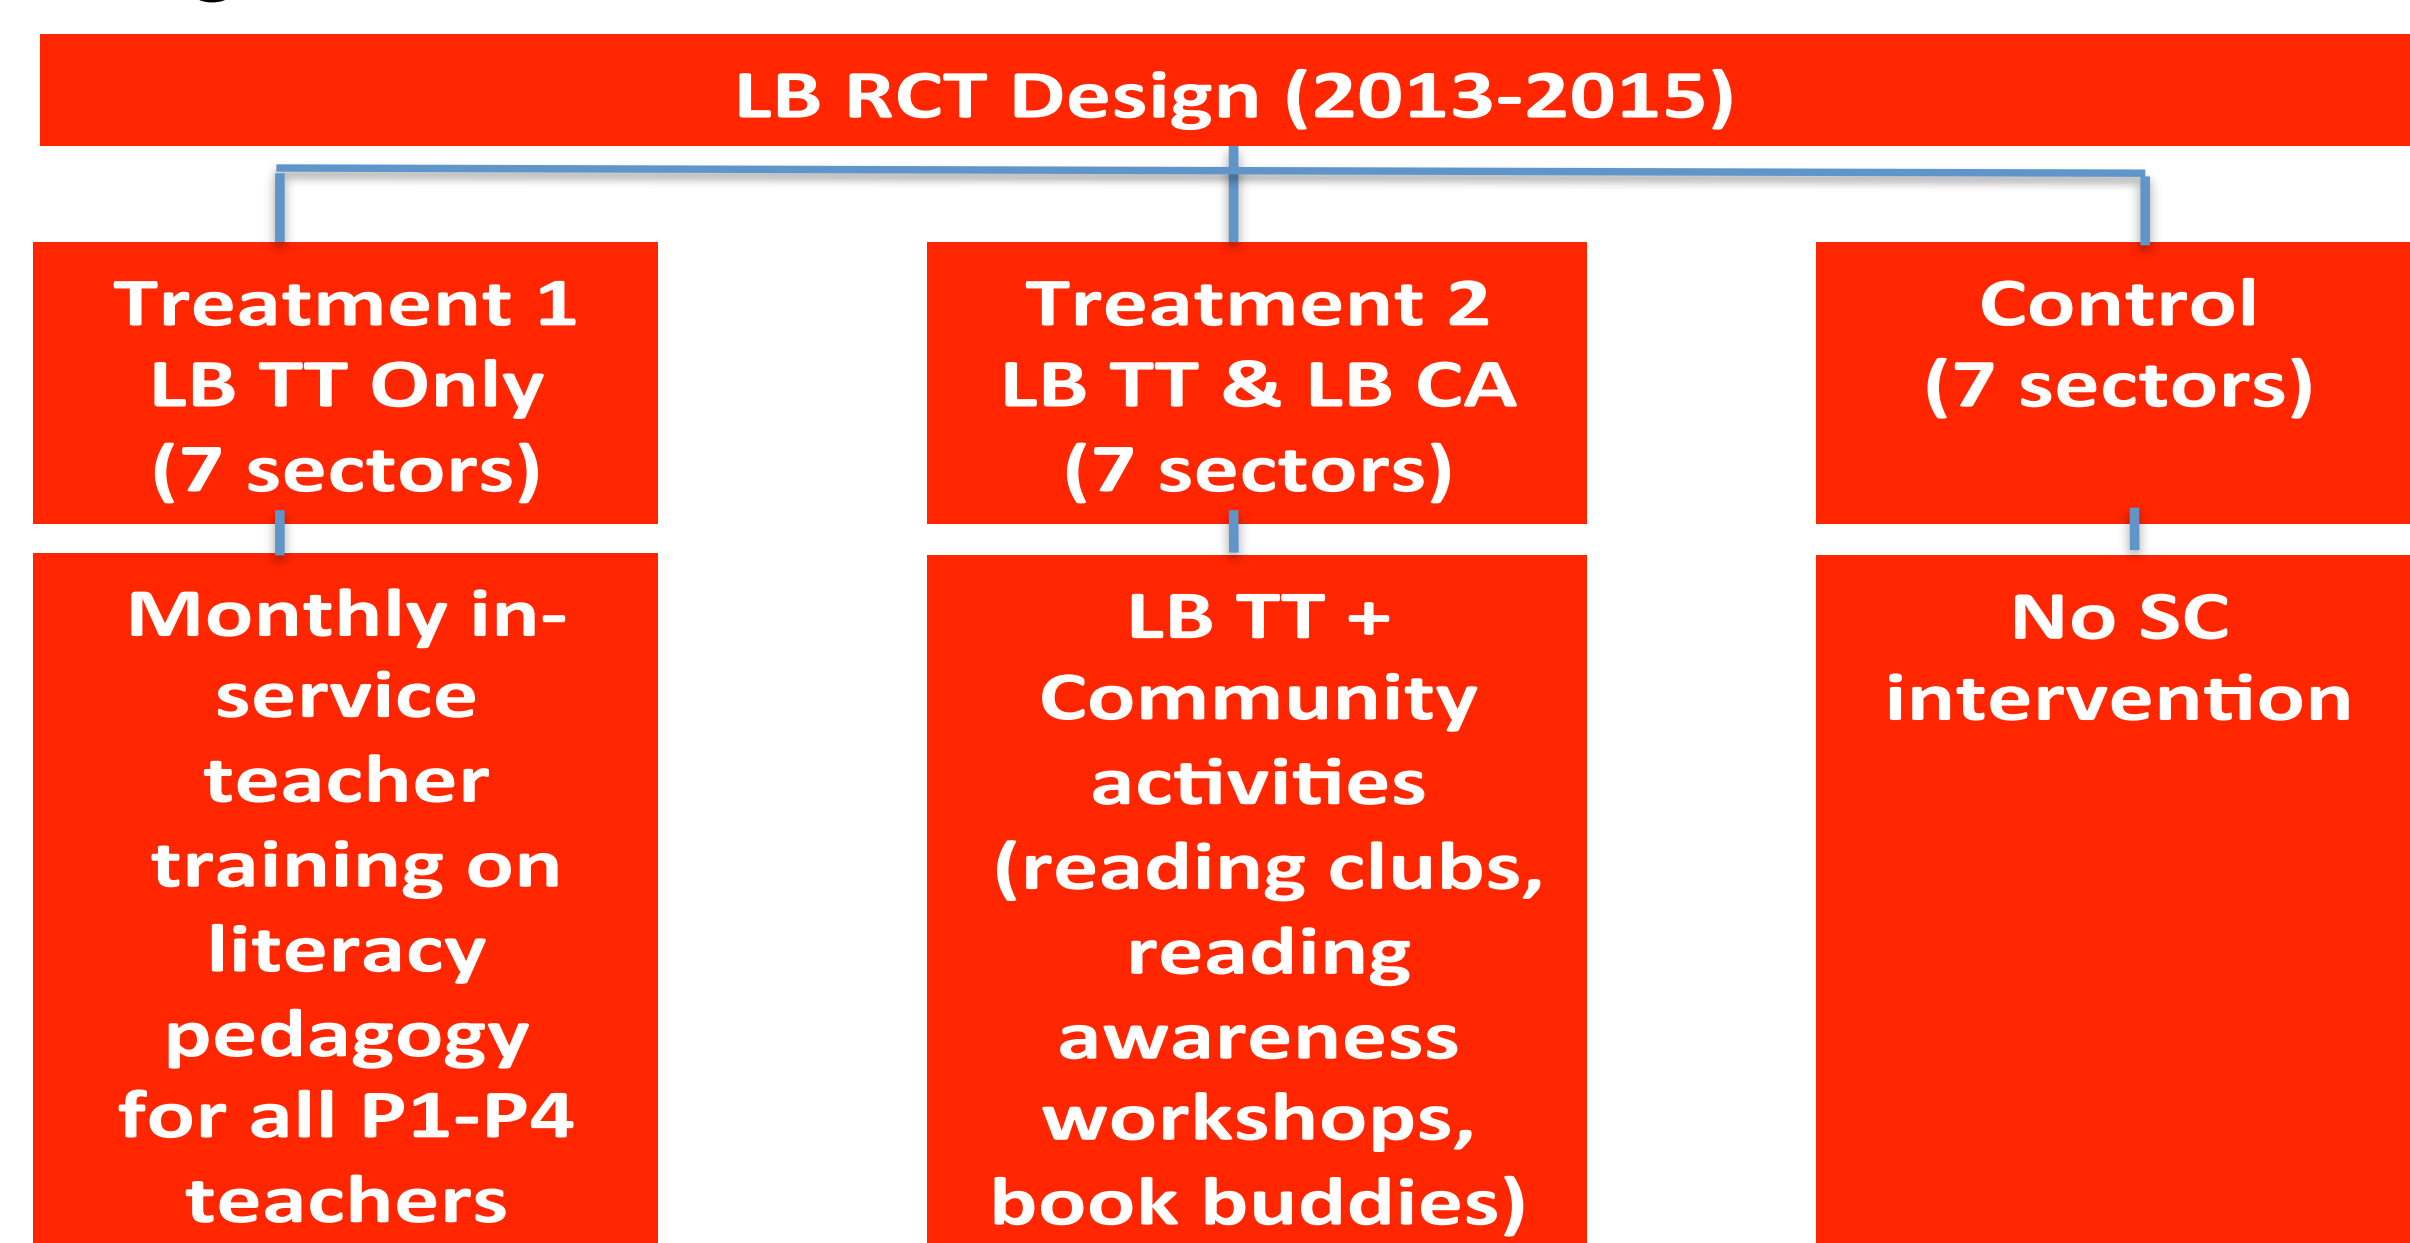 LB RCT Design (2013-2015)
Treatment 1
LB TT Only
(7 sectors)
Monthly in-
service
teacher
training on
literacy
pedagogy
for all P1-P4
teachers
Treatment 2
LB TT & LB CA
(7 sectors)
LB TT +
Community
activities
(reading clubs,
reading
awareness
workshops,
book buddies)
Control
(7 sectors)
No SC
intervention